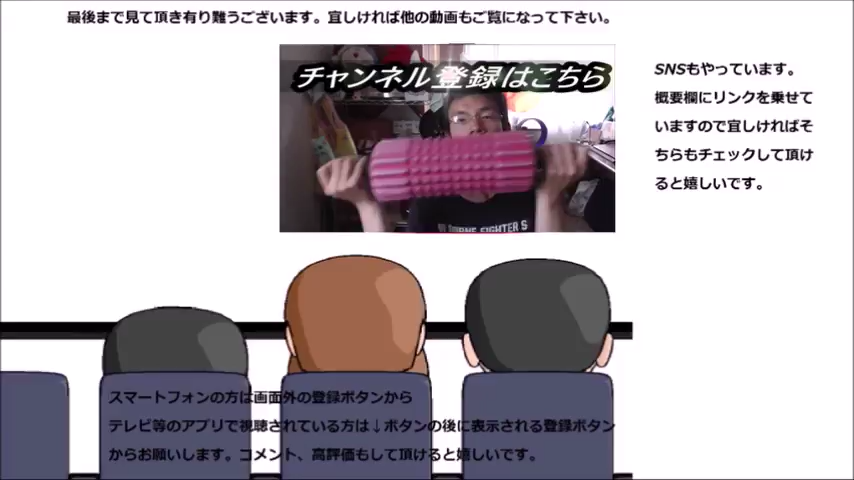 最後まで見て頂き有り難うございます。宜しければ他の動画もご覧になって下さい。
チャンネル登録はこちら
SNSもやっています。
概要欄にリンクを乗せて
いますので宜しければそ
ちらもチェックして頂け
ると嬉しいです。
FIGHTER S
スマートフォンの方は画面外の登録ボタンから
テレビ等のアプリで視聴されている方は↓ボタンの後に表示される登録ボタン
からお願いします。コメント、高評価もして頂けると嬉しいです。